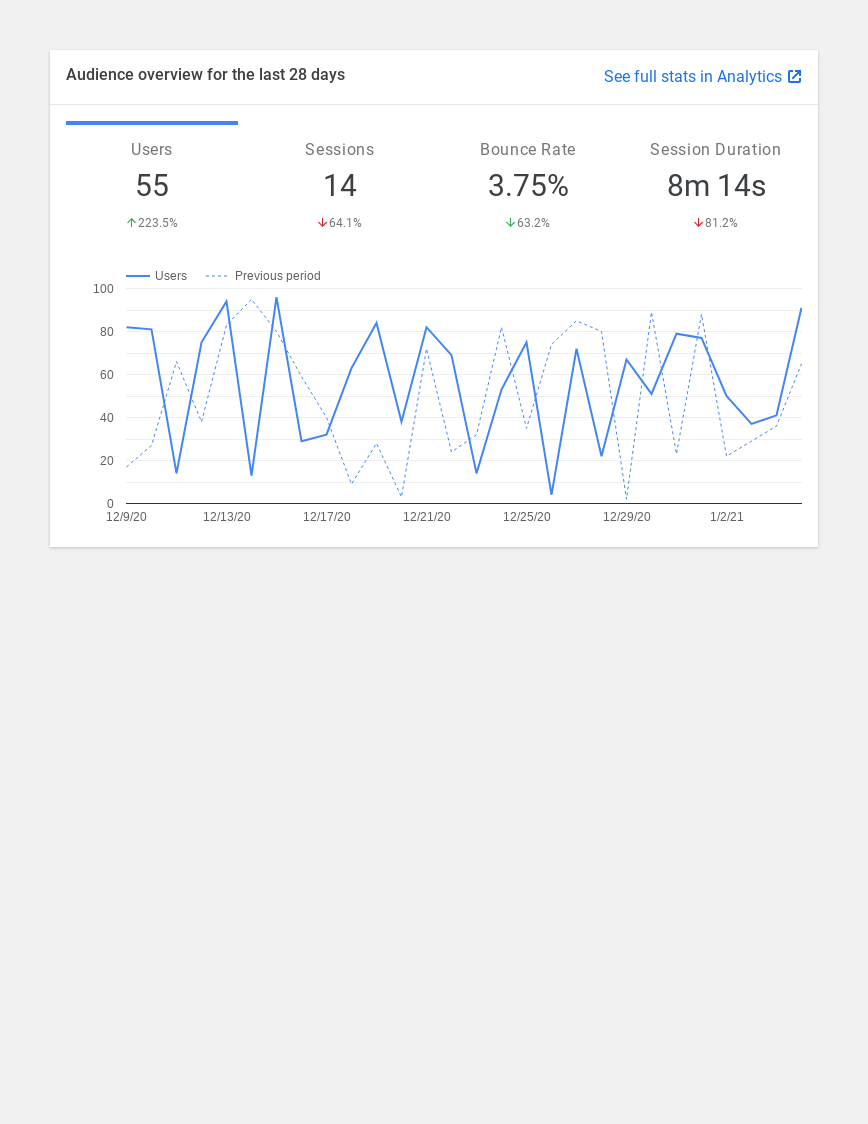 Audience overview for the last 28 days
See full stats in Analytics
Users Sessions Bounce Rate Session Duration
55 14 3.75% 8m 14s
223.5% 64.1% 63.2% 81.2%
Users Previous period
100
80
60
40
20
0
12/9/20 12/13/20 12/17/20 12/21/20 12/25/20 12/29/20 1/2/21